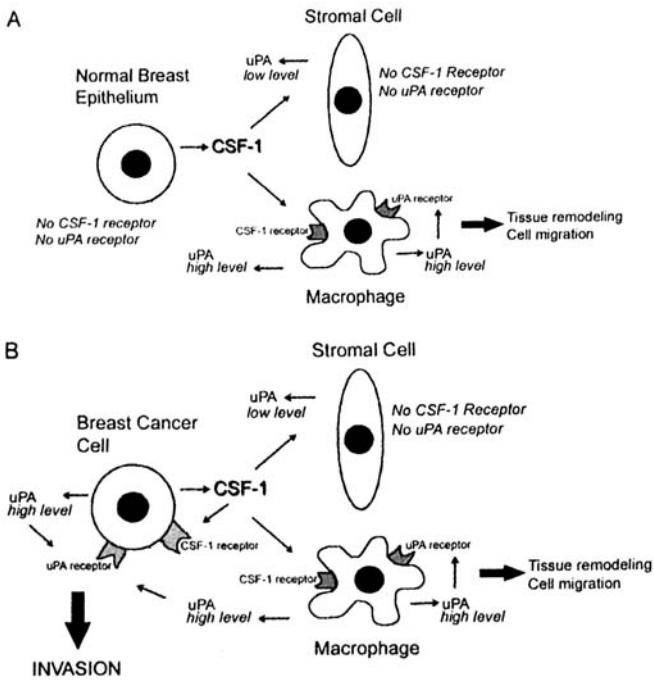 A
Stromal Cell
Normal Breast
Epithelium
uPA
low level
No CSF-1 Receptor
No uPA receptor
CSF-1
No CSF-1 receptor
No uPA receptor
uPA receptor
CSF-1 receptor
Tissue remodeling
Cell migration
uPA
high level
uPA
high level
Macrophage
B
Stromal Cell
Breast Cancer
Cell
uPA
low level
No CSF-1 Receptor
No uPA receptor
CSF-1
uPA
high level
CSF-1 receptor
uPA receptor
uPA receptor
CSF-1 receptor
Tissue remodeling
Cell migration
uPA
high level
uPA
high level
Macrophage
INVASION